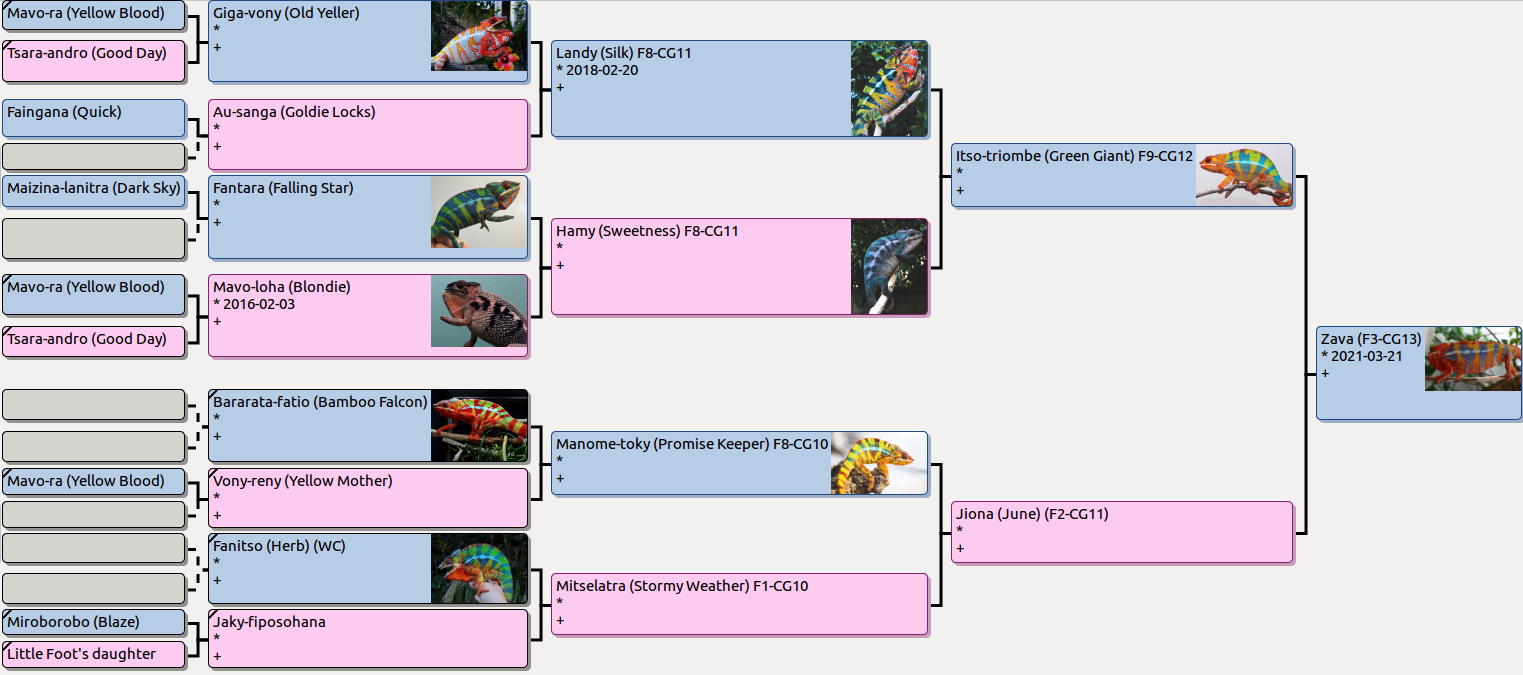 Mavo-ra (Yellow Blood)
Tsara-andro (Good Day)
Faingana (Quick)
Maizina-lanitra (Dark Sky)
Mavo-ra (Yellow Blood)
Tsara-andro (Good Day)
Mavo-ra (Yellow Blood)
Miroborobo (Blaze)
Little Foot's daughter
Giga-vony (Old Yeller)
*
+
Au-sanga (Goldie Locks)
*
+
Fantara (Falling Star)
*
+
Mavo-loha (Blondie)
* 2016-02-03
+
Bararata-fatio (Bamboo Falcon)
*
+
Vony-reny (Yellow Mother)
*
+
Fanitso (Herb) (WC)
*
+
Jaky-fiposohana
*
+
Landy (Silk) F8-CG11
* 2018-02-20
+
Hamy (Sweetness) F8-CG11
*
+
Manome-toky (Promise Keeper) F8-CG10
*
+
Mitselatra (Stormy Weather) F1-CG10
*
+
Itso-triombe (Green Giant) F9-CG12
*
+
Jiona (June) (F2-CG11)
*
+
Zava (F3-CG13)
* 2021-03-21
+